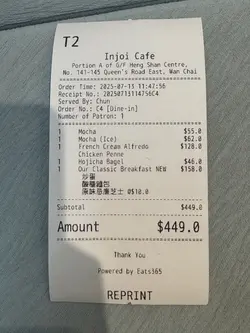 T2
Injoi Cafe
Portion A of G/F Heng Shan Centre,
No. 141-145 Queen's Road East, Wan Chai
Order Time: 2025-07-13 11:47:56
Receipt No.: 20250713114756C4
Served By: Chun
Order No.: C4 [Dine-in]
Number of Patron: 1
1 Mocha $55.0
1 Mocha (Ice) $62.0
1 French Cream Alfredo $128.0
Chicken Penne
1 Hojicha Bagel $46.0
1 Our Classic Breakfast NEW $158.0
Subtotal $449.0
Amount $449.0
Thank You
Powered by Eats365
REPRINT